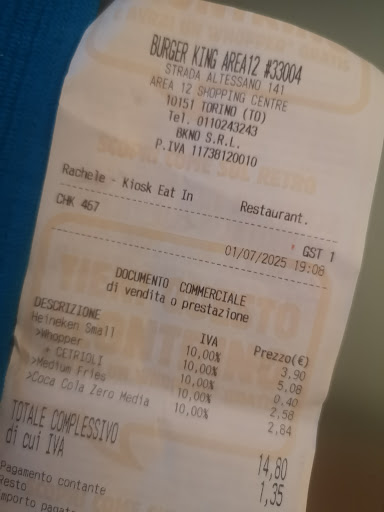 BURGER KING AREA12 #33004
STRADA ALTESSANO 141
AREA 12 SHOPPING CENTRE
10151 TORINO (TO)
Tel. 0110243243
BKNO S.R.L.
P.IVA 11738120010
Rachele - Kiosk Eat In Restaurant.
CHK 467 GST 1
01/07/2025 19:08
DOCUMENTO COMMERCIALE
di vendita o prestazione
DESCRIZIONE IVA Prezzo(€)
Heineken Small 10,00% 3,90
>Whopper 10,00% 5,08
+ CETRIOLI 10,00% 0,40
>Medium Fries 10,00% 2,58
>Coca Cola Zero Media 10,00% 2,84
TOTALE COMPLESSIVO 14,80
di cui IVA 1,35
Pagamento contante
Resto
Importo pagato